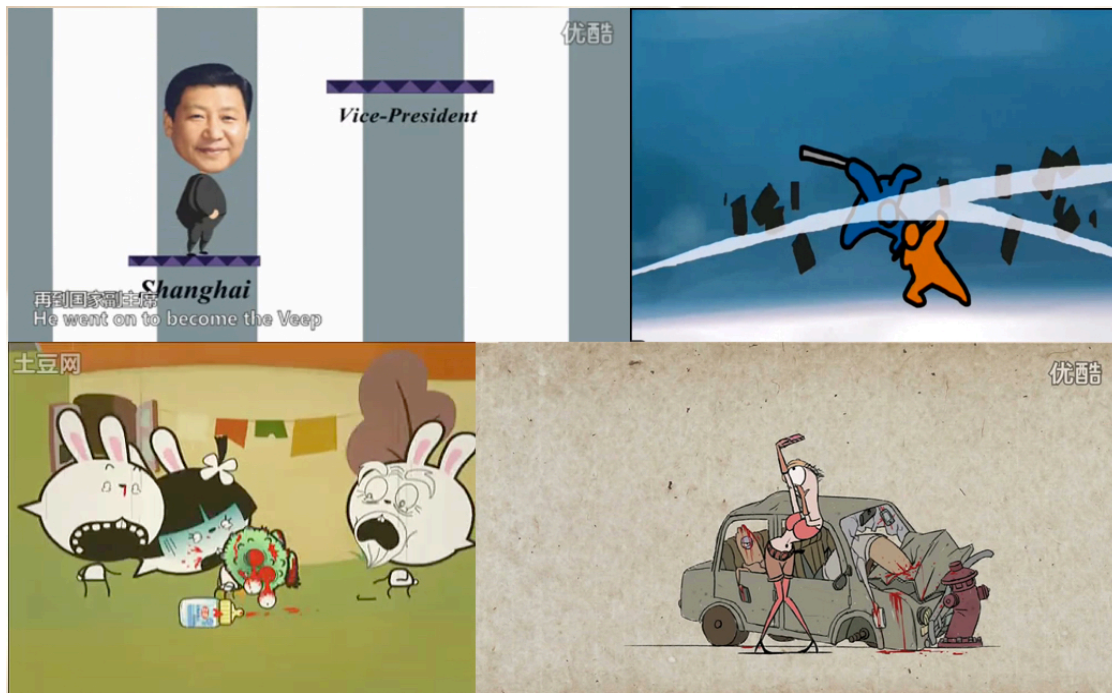 优酷
Vice-President
Shanghai
再到国家副主席
He went on to become the Veep
土豆网
优酷